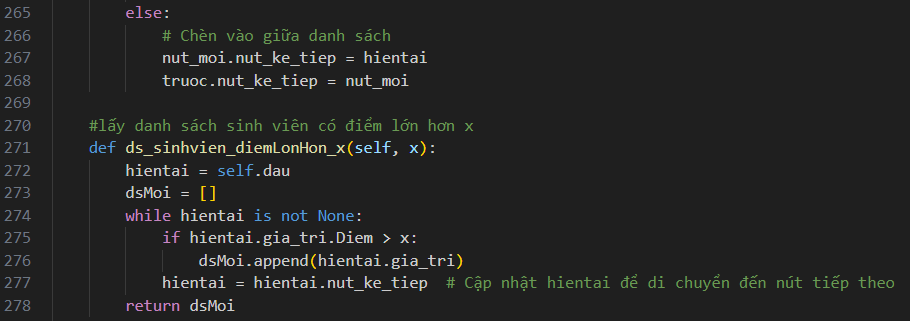 265 else:
266 # Chèn vào giữa danh sách
267 nut_moi.nut_ke_tiep = hientai
268 truoc.nut_ke_tiep = nut_moi
269
270 #lấy danh sách sinh viên có điểm lớn hơn x
271 def ds_sinhvien_diemLonHon_x(self, x):
272 hientai = self.dau
273 dsMoi = []
274 while hientai is not None:
275 if hientai.gia_tri.Diem > x:
276 dsMoi.append(hientai.gia_tri)
277 hientai = hientai.nut_ke_tiep # Cập nhật hientai để di chuyển đến nút tiếp theo
278 return dsMoi